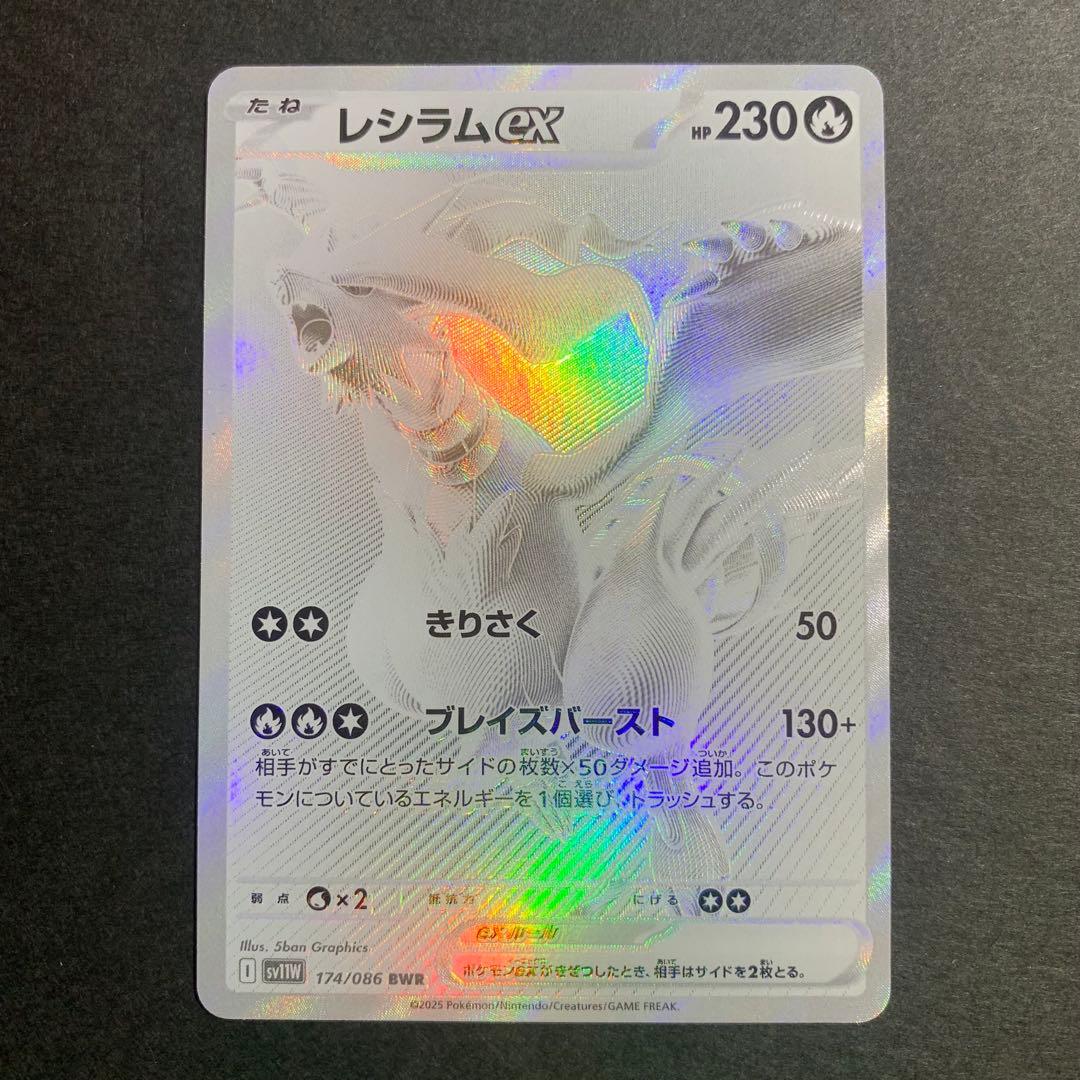 たね レシラムex HP 230
きりさく 50
ブレイズバースト 130+
相手がすでにとったサイドの枚数×50ダメージ追加。このポケ
モンについているエネルギーを1個選び、トラッシュする。
弱点 ×2 抵抗力 にげる
exルール
ポケモンexがきぜつしたとき、相手はサイドを2枚とる。
Illus. 5ban Graphics
I sv11W 174/086 BWR
©2025 Pokémon/Nintendo/Creatures/GAME FREAK.